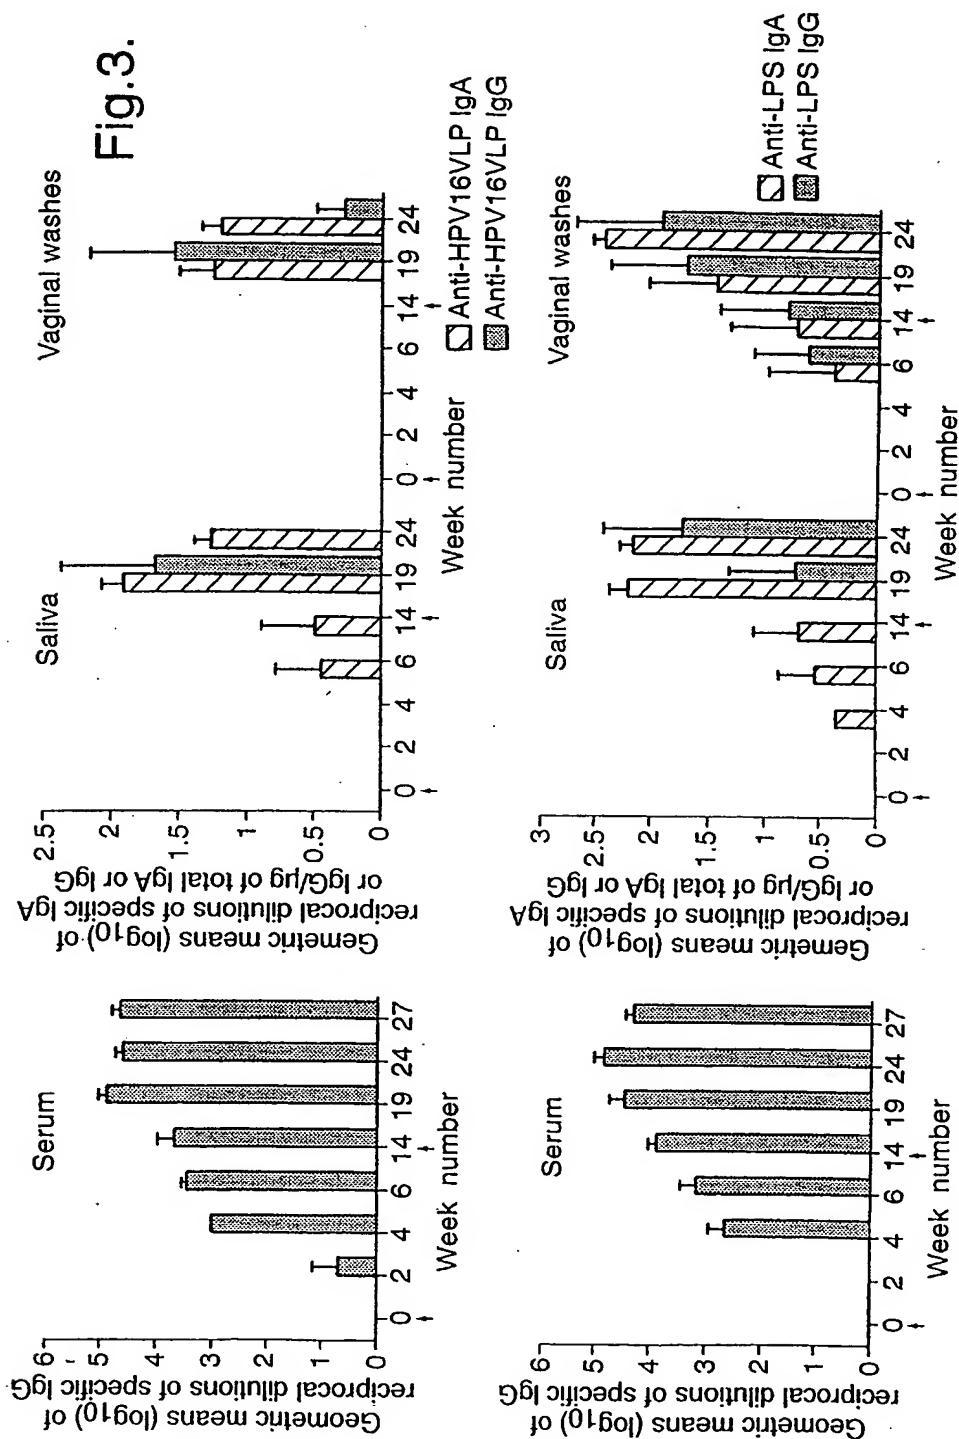 Fig.3.
Geometric means (log10) of
reciprocal dilutions of specific IgG
6
5
4
3
2
1
0
Serum
0 2 4 6 14 19 24 27
Week number
Gemetric means (log10) of
reciprocal dilutions of specific IgA
or IgG/µg of total IgA or IgG
2.5
2
1.5
1
0.5
0
Saliva
Vaginal washes
0 2 4 6 14 19 24 0 2 4 6 14 19 24
Week number
Anti-HPV16VLP IgA
Anti-HPV16VLP IgG
Geometric means (log10) of
reciprocal dilutions of specific IgG
6
5
4
3
2
1
0
Serum
0 2 4 6 14 19 24 27
Week number
Gemetric means (log10) of
reciprocal dilutions of specific IgA
or IgG/µg of total IgA or IgG
3
2.5
2
1.5
1
0.5
0
Saliva
Vaginal washes
0 2 4 6 14 19 24 0 2 4 6 14 19 24
Week number
Anti-LPS IgA
Anti-LPS IgG